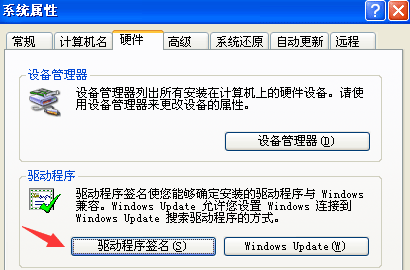 系统属性
常规 计算机名 硬件 高级 系统还原 自动更新 远程
设备管理器
设备管理器列出所有安装在计算机上的硬件设备。请使
用设备管理器来更改设备的属性。
设备管理器(D)
驱动程序
驱动程序签名使您能够确定安装的驱动程序与 Windows
兼容。Windows Update 允许您设置 Windows 连接到
Windows Update 搜索驱动程序的方式。
驱动程序签名(S) Windows Update(W)